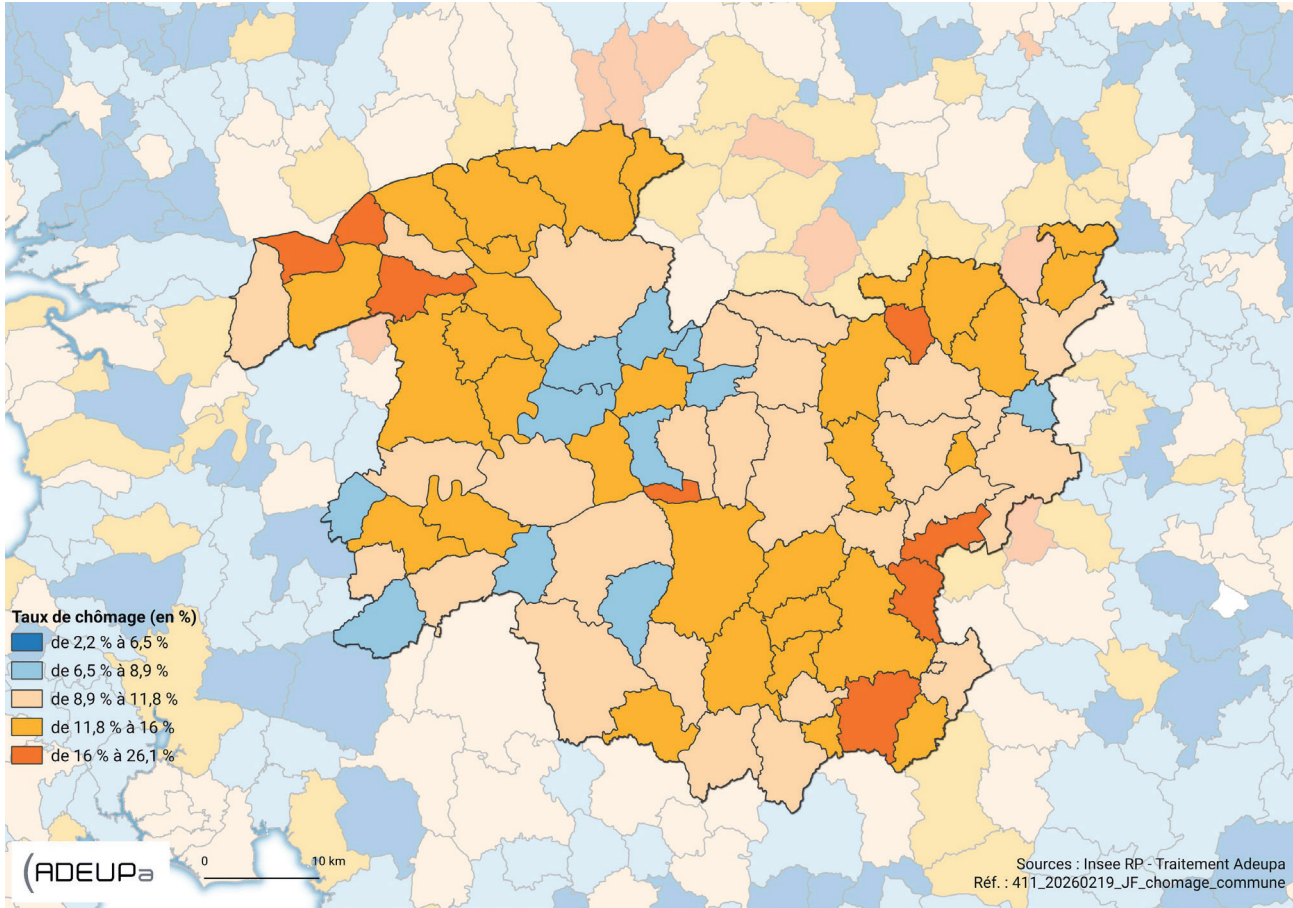 Taux de chômage (en %)
de 2,2 % à 6,5 %
de 6,5 % à 8,9 %
de 8,9 % à 11,8 %
de 11,8 % à 16 %
de 16 % à 26,1 %
(ADEUPa
0 10 km
Sources : Insee RP - Traitement Adeupa
Réf. : 411_20260219_JF_chomage_commune